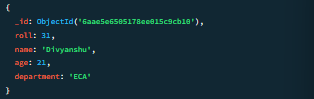 {
_id: ObjectId('6aae5e6505178ee015c9cb10'),
roll: 31,
name: 'Divyanshu',
age: 21,
department: 'ECA'
}